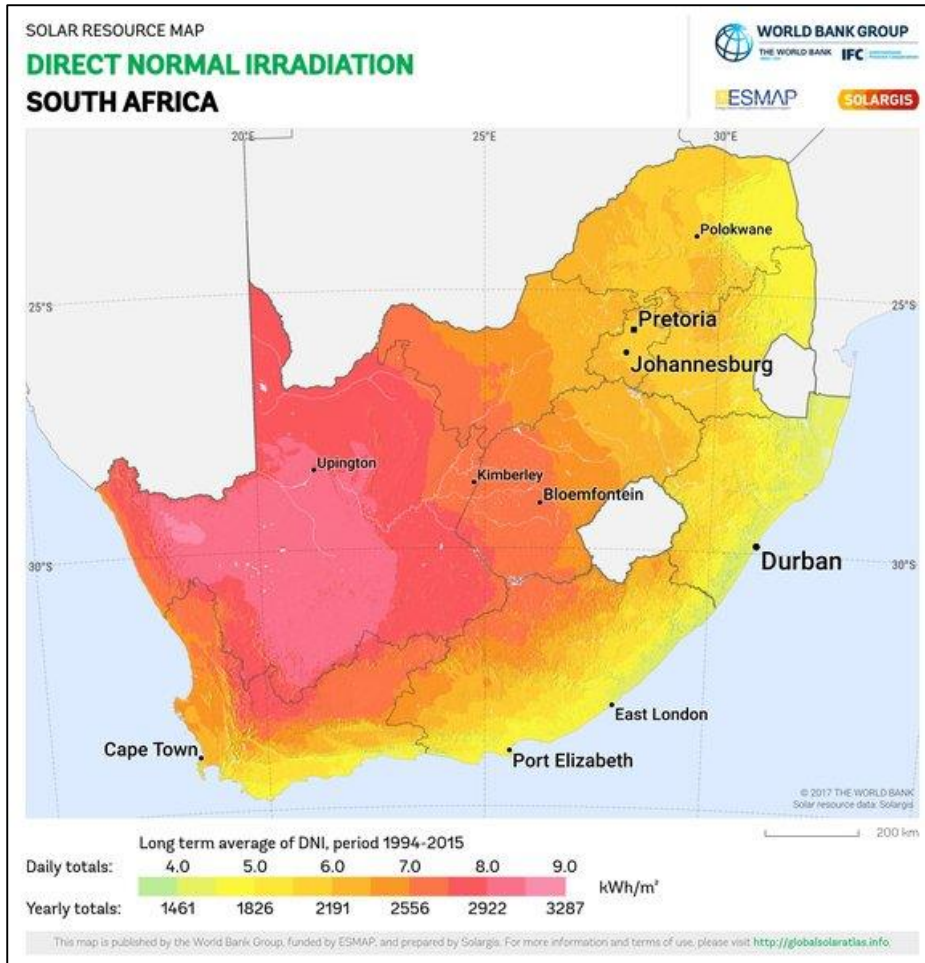 SOLAR RESOURCE MAP
DIRECT NORMAL IRRADIATION
SOUTH AFRICA
WORLD BANK GROUP
THE WORLD BANK
IFC
ESMAP
SOLARGIS
20°E
25°E
30°E
Polokwane
25°S
25°S
Pretoria
Johannesburg
Upington
Kimberley
Bloemfontein
30°S
Durban
30°S
East London
Cape Town
Port Elizabeth
© 2017 THE WORLD BANK
Solar resource data: Solargis
200 km
Long term average of DNI, period 1994-2015
Daily totals: 4.0 5.0 6.0 7.0 8.0 9.0
kWh/m²
Yearly totals: 1461 1826 2191 2556 2922 3287
This map is published by the World Bank Group, funded by ESMAP, and prepared by Solargis. For more information and terms of use, please visit http://globalsolaratlas.info.